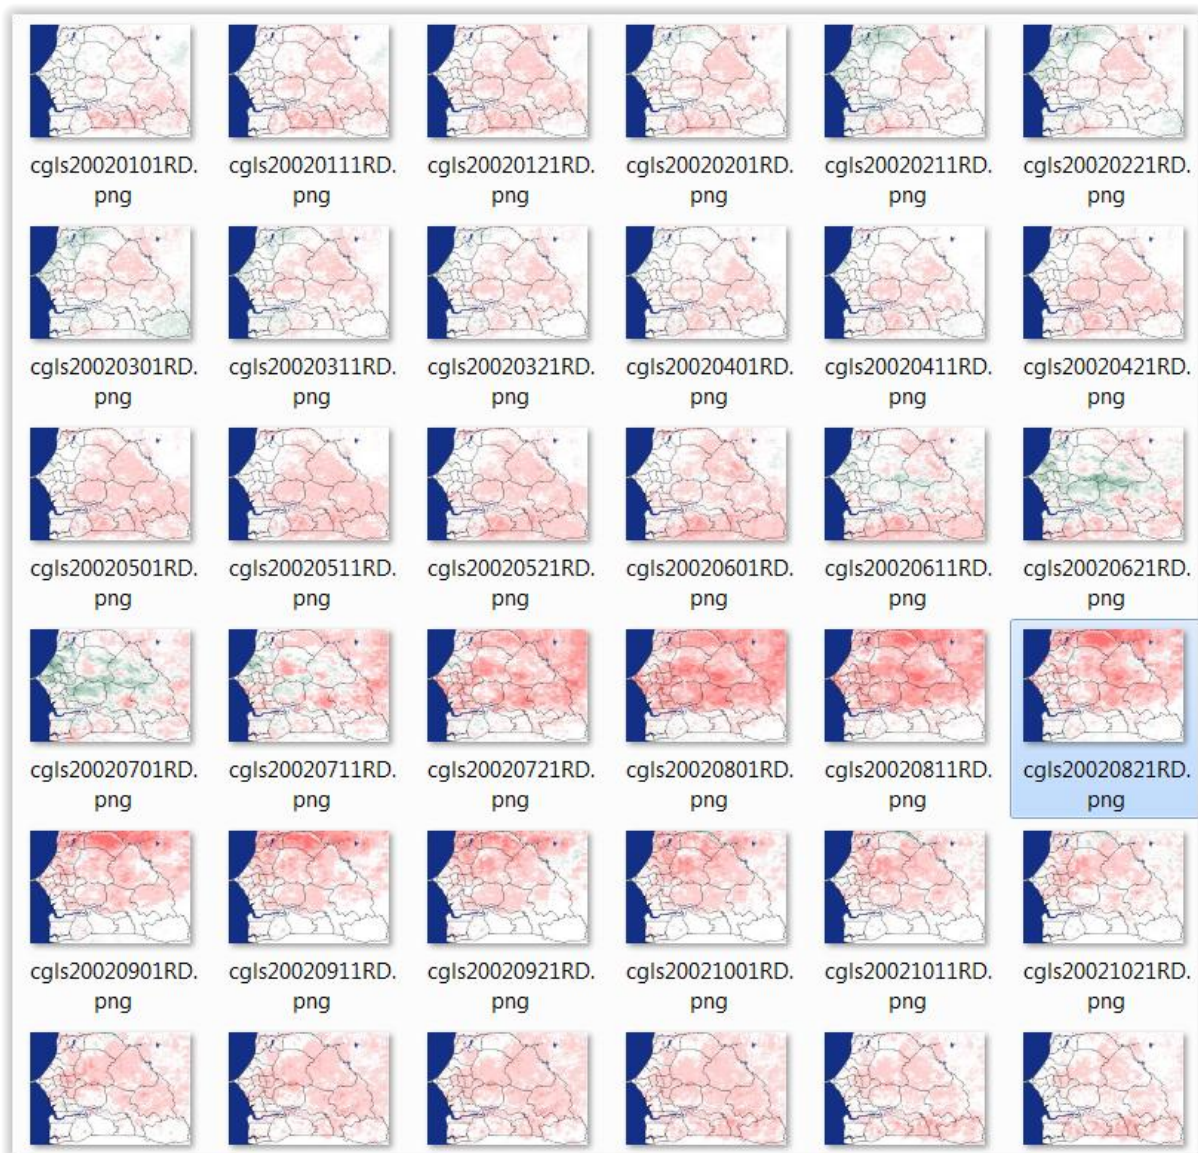 cgls20020101RD. cgls20020111RD. cgls20020121RD. cgls20020201RD. cgls20020211RD. cgls20020221RD.
png png png png png png
cgls20020301RD. cgls20020311RD. cgls20020321RD. cgls20020401RD. cgls20020411RD. cgls20020421RD.
png png png png png png
cgls20020501RD. cgls20020511RD. cgls20020521RD. cgls20020601RD. cgls20020611RD. cgls20020621RD.
png png png png png png
cgls20020701RD. cgls20020711RD. cgls20020721RD. cgls20020801RD. cgls20020811RD. cgls20020821RD.
png png png png png png
cgls20020901RD. cgls20020911RD. cgls20020921RD. cgls20021001RD. cgls20021011RD. cgls20021021RD.
png png png png png png